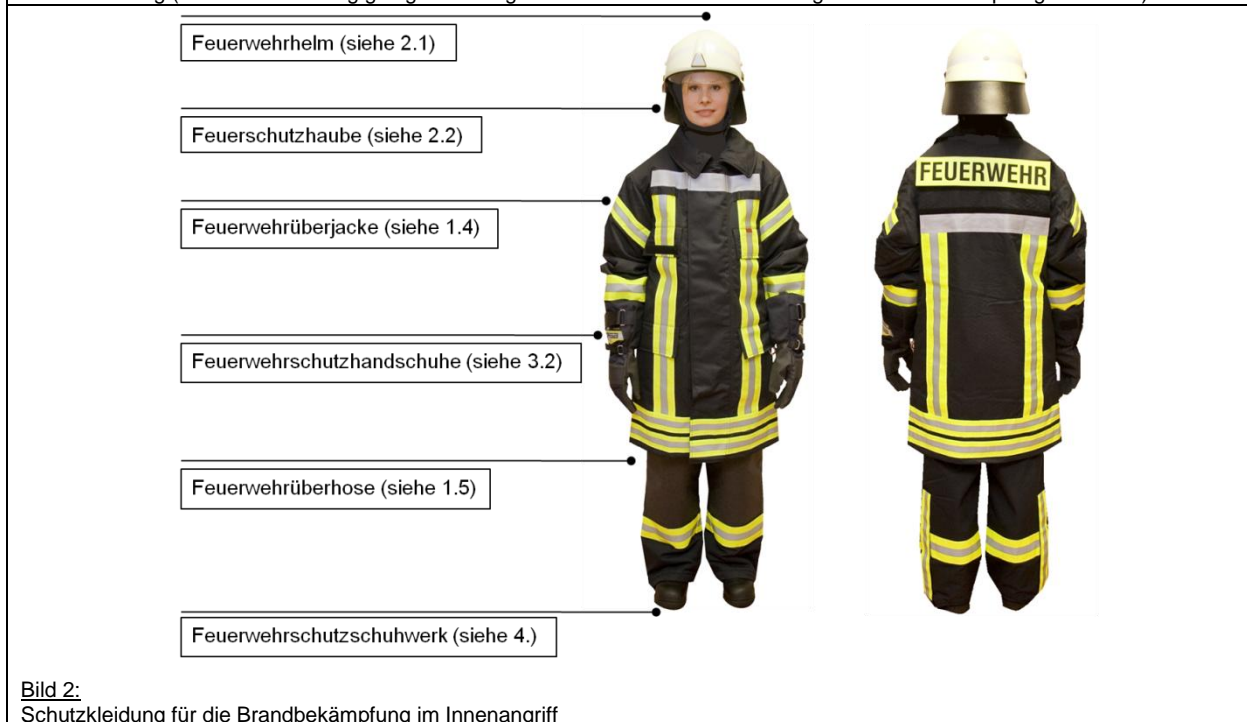 Feuerwehrhelm (siehe 2.1)
Feuerschutzhaube (siehe 2.2)
FEUERWEHR
Feuerwehrüberjacke (siehe 1.4)
Feuerwehrschutzhandschuhe (siehe 3.2)
Feuerwehrüberhose (siehe 1.5)
Feuerwehrschutzschuhwerk (siehe 4.)
Bild 2:
Schutzkleidung für die Brandbekämpfung im Innenangriff